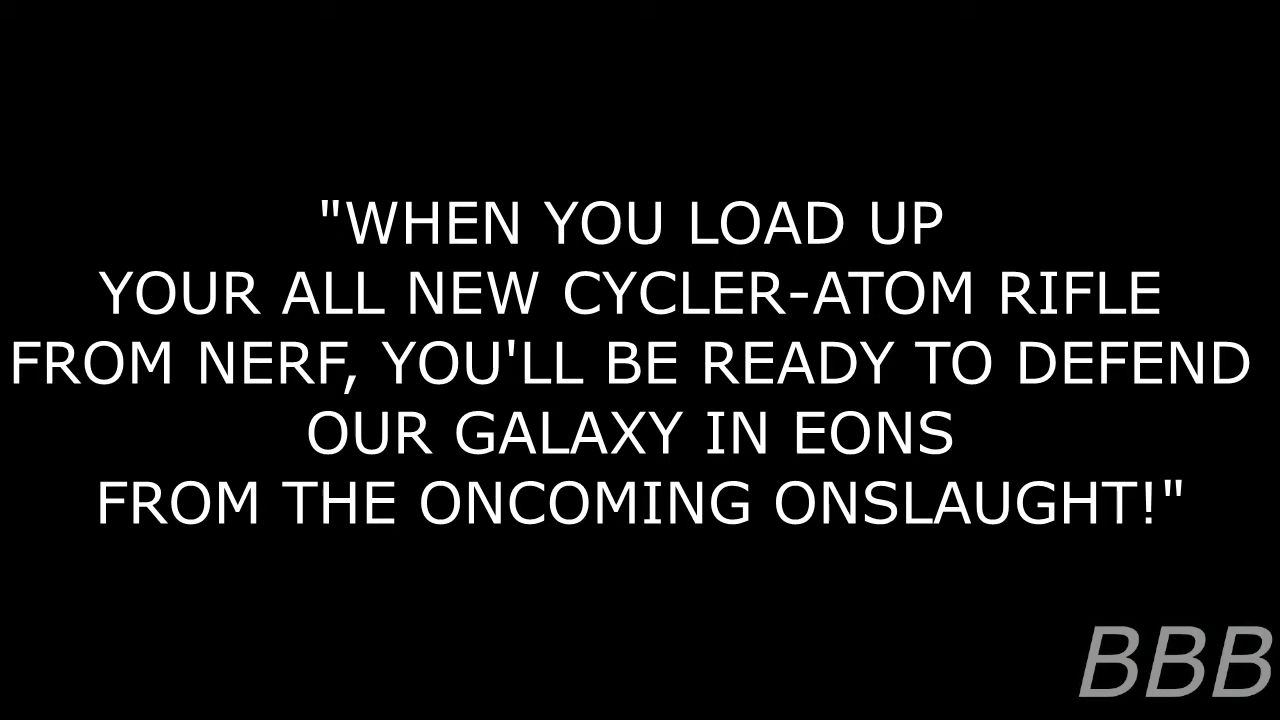 "WHEN YOU LOAD UP
YOUR ALL NEW CYCLER-ATOM RIFLE
FROM NERF, YOU'LL BE READY TO DEFEND
OUR GALAXY IN EONS
FROM THE ONCOMING ONSLAUGHT!"
BBB